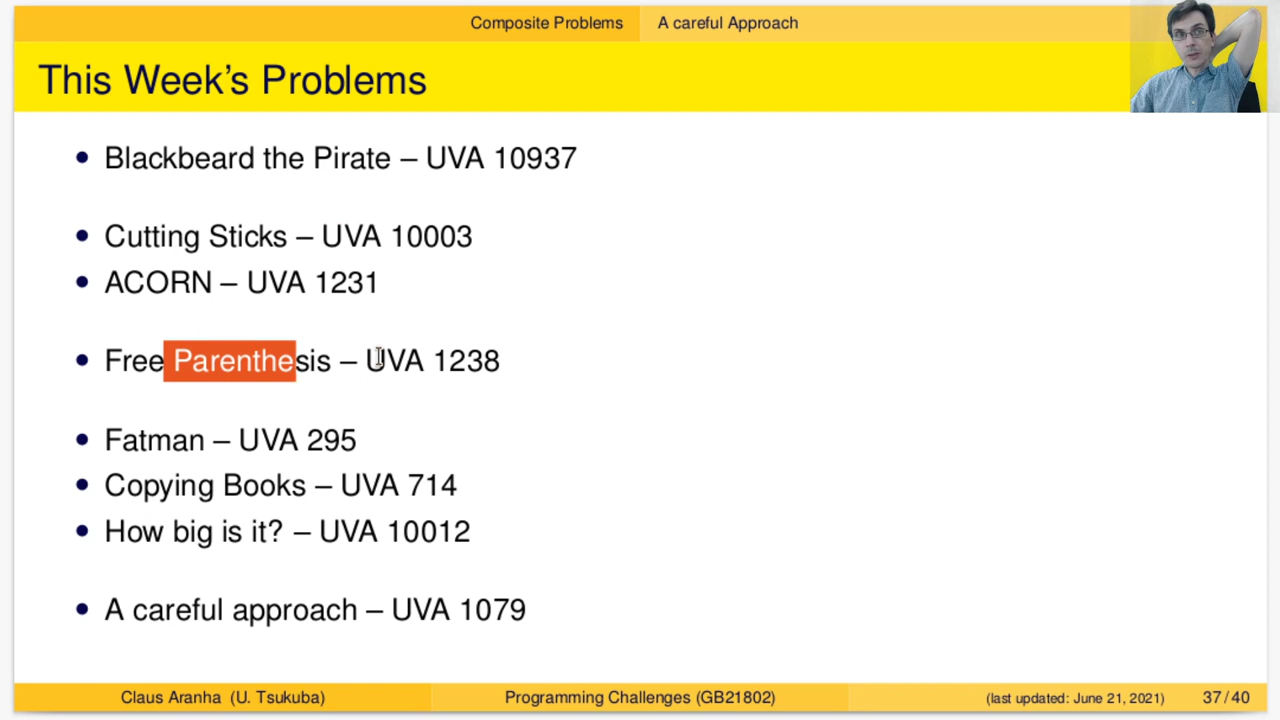 Composite Problems A careful Approach
This Week's Problems
• Blackbeard the Pirate – UVA 10937
• Cutting Sticks – UVA 10003
• ACORN – UVA 1231
• Free Parenthesis – UVA 1238
• Fatman – UVA 295
• Copying Books – UVA 714
• How big is it? – UVA 10012
• A careful approach – UVA 1079
Claus Aranha (U. Tsukuba) Programming Challenges (GB21802) (last updated: June 21, 2021) 37 / 40